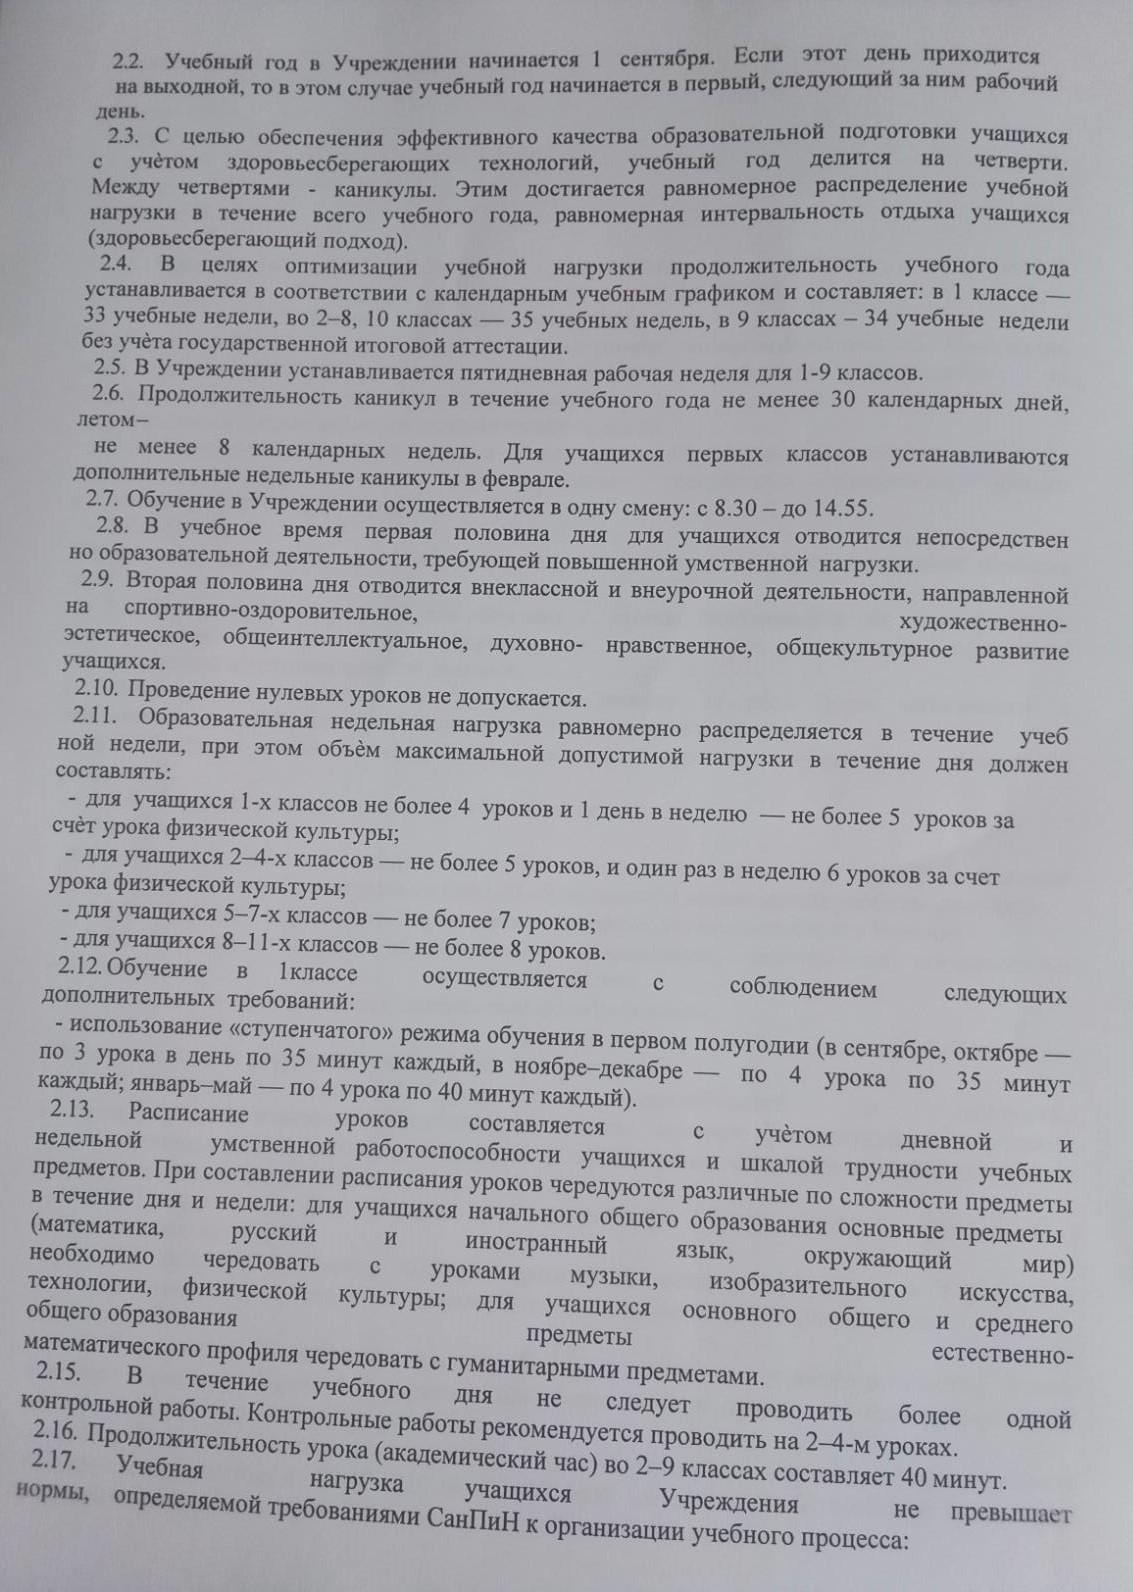 2.2. Учебный год в Учреждении начинается 1 сентября. Если этот день приходится
на выходной, то в этом случае учебный год начинается в первый, следующий за ним рабочий
день.
2.3. С целью обеспечения эффективного качества образовательной подготовки учащихся
с учѐтом здоровьесберегающих технологий, учебный год делится на четверти.
Между четвертями - каникулы. Этим достигается равномерное распределение учебной
нагрузки в течение всего учебного года, равномерная интервальность отдыха учащихся
(здоровьесберегающий подход).
2.4. В целях оптимизации учебной нагрузки продолжительность учебного года
устанавливается в соответствии с календарным учебным графиком и составляет: в 1 классе —
33 учебные недели, во 2–8, 10 классах — 35 учебных недель, в 9 классах – 34 учебные недели
без учѐта государственной итоговой аттестации.
2.5. В Учреждении устанавливается пятидневная рабочая неделя для 1-9 классов.
2.6. Продолжительность каникул в течение учебного года не менее 30 календарных дней,
летом–
не менее 8 календарных недель. Для учащихся первых классов устанавливаются
дополнительные недельные каникулы в феврале.
2.7. Обучение в Учреждении осуществляется в одну смену: с 8.30 – до 14.55.
2.8. В учебное время первая половина дня для учащихся отводится непосредствен
но образовательной деятельности, требующей повышенной умственной нагрузки.
2.9. Вторая половина дня отводится внеклассной и внеурочной деятельности, направленной
на спортивно-оздоровительное, художественно-
эстетическое, общеинтеллектуальное, духовно- нравственное, общекультурное развитие
учащихся.
2.10. Проведение нулевых уроков не допускается.
2.11. Образовательная недельная нагрузка равномерно распределяется в течение учеб
ной недели, при этом объѐм максимальной допустимой нагрузки в течение дня должен
составлять:
- для учащихся 1-х классов не более 4 уроков и 1 день в неделю — не более 5 уроков за
счѐт урока физической культуры;
- для учащихся 2–4-х классов — не более 5 уроков, и один раз в неделю 6 уроков за счет
урока физической культуры;
- для учащихся 5–7-х классов — не более 7 уроков;
- для учащихся 8–11-х классов — не более 8 уроков.
2.12. Обучение в 1классе осуществляется с соблюдением следующих
дополнительных требований:
- использование «ступенчатого» режима обучения в первом полугодии (в сентябре, октябре —
по 3 урока в день по 35 минут каждый, в ноябре–декабре — по 4 урока по 35 минут
каждый; январь–май — по 4 урока по 40 минут каждый).
2.13. Расписание уроков составляется с учѐтом дневной и
недельной умственной работоспособности учащихся и шкалой трудности учебных
предметов. При составлении расписания уроков чередуются различные по сложности предметы
в течение дня и недели: для учащихся начального общего образования основные предметы
(математика, русский и иностранный язык, окружающий мир)
необходимо чередовать с уроками музыки, изобразительного искусства,
технологии, физической культуры; для учащихся основного общего и среднего
общего образования предметы естественно-
математического профиля чередовать с гуманитарными предметами.
2.15. В течение учебного дня не следует проводить более одной
контрольной работы. Контрольные работы рекомендуется проводить на 2–4-м уроках.
2.16. Продолжительность урока (академический час) во 2–9 классах составляет 40 минут.
2.17. Учебная нагрузка учащихся Учреждения не превышает
нормы, определяемой требованиями СанПиН к организации учебного процесса: